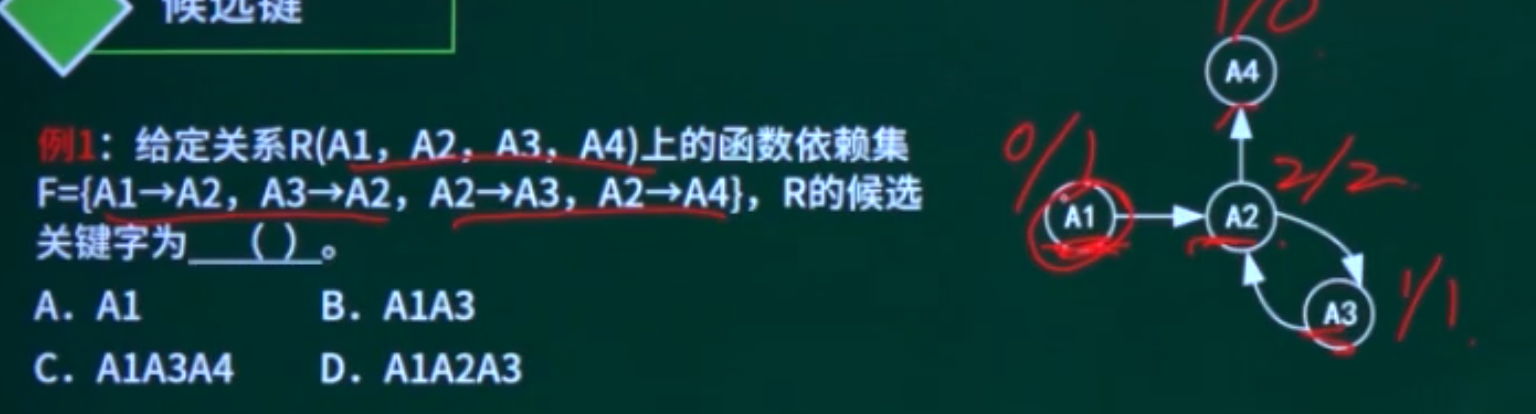 候选键
例1：给定关系R(A1，A2，A3，A4)上的函数依赖集
F={A1→A2，A3→A2，A2→A3，A2→A4}，R的候选
关键字为___（ ）。
A．A1 B．A1A3
C．A1A3A4 D．A1A2A3
1/0
A4
0/1
2/2
A1
A2
A3
1/1